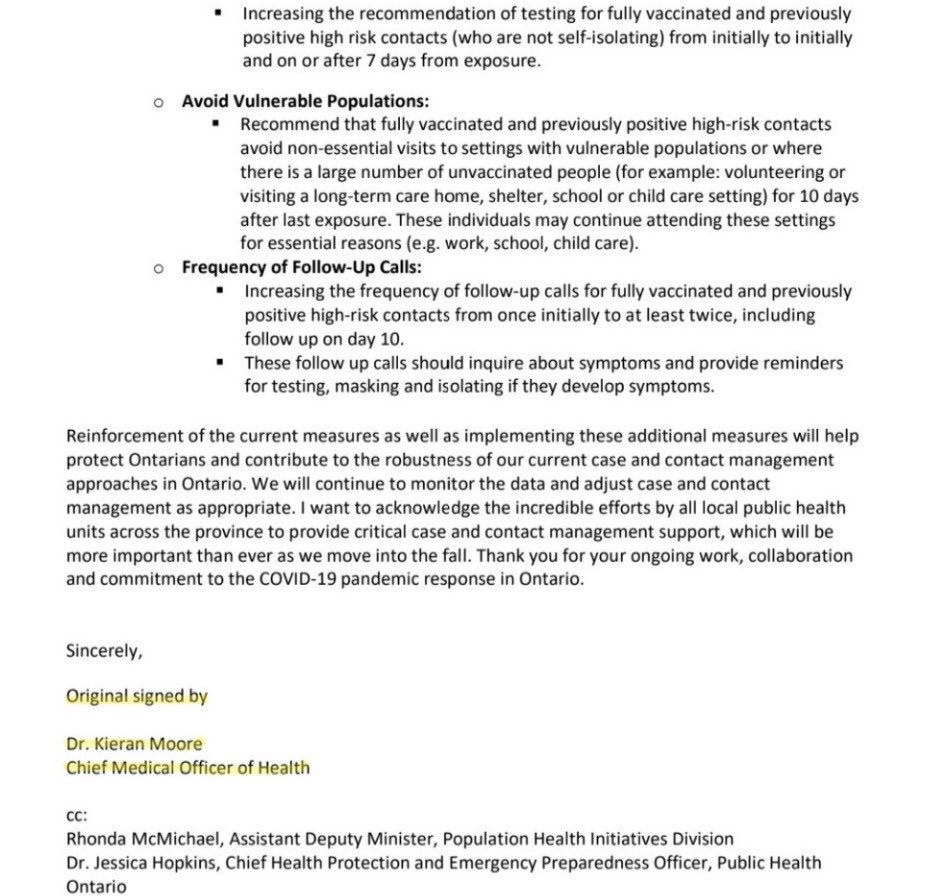 ▪ Increasing the recommendation of testing for fully vaccinated and previously
positive high risk contacts (who are not self-isolating) from initially to initially
and on or after 7 days from exposure.
o Avoid Vulnerable Populations:
▪ Recommend that fully vaccinated and previously positive high-risk contacts
avoid non-essential visits to settings with vulnerable populations or where
there is a large number of unvaccinated people (for example: volunteering or
visiting a long-term care home, shelter, school or child care setting) for 10 days
after last exposure. These individuals may continue attending these settings
for essential reasons (e.g. work, school, child care).
o Frequency of Follow-Up Calls:
▪ Increasing the frequency of follow-up calls for fully vaccinated and previously
positive high-risk contacts from once initially to at least twice, including
follow up on day 10.
▪ These follow up calls should inquire about symptoms and provide reminders
for testing, masking and isolating if they develop symptoms.
Reinforcement of the current measures as well as implementing these additional measures will help
protect Ontarians and contribute to the robustness of our current case and contact management
approaches in Ontario. We will continue to monitor the data and adjust case and contact
management as appropriate. I want to acknowledge the incredible efforts by all local public health
units across the province to provide critical case and contact management support, which will be
more important than ever as we move into the fall. Thank you for your ongoing work, collaboration
and commitment to the COVID-19 pandemic response in Ontario.
Sincerely,
Original signed by
Dr. Kieran Moore
Chief Medical Officer of Health
cc:
Rhonda McMichael, Assistant Deputy Minister, Population Health Initiatives Division
Dr. Jessica Hopkins, Chief Health Protection and Emergency Preparedness Officer, Public Health
Ontario